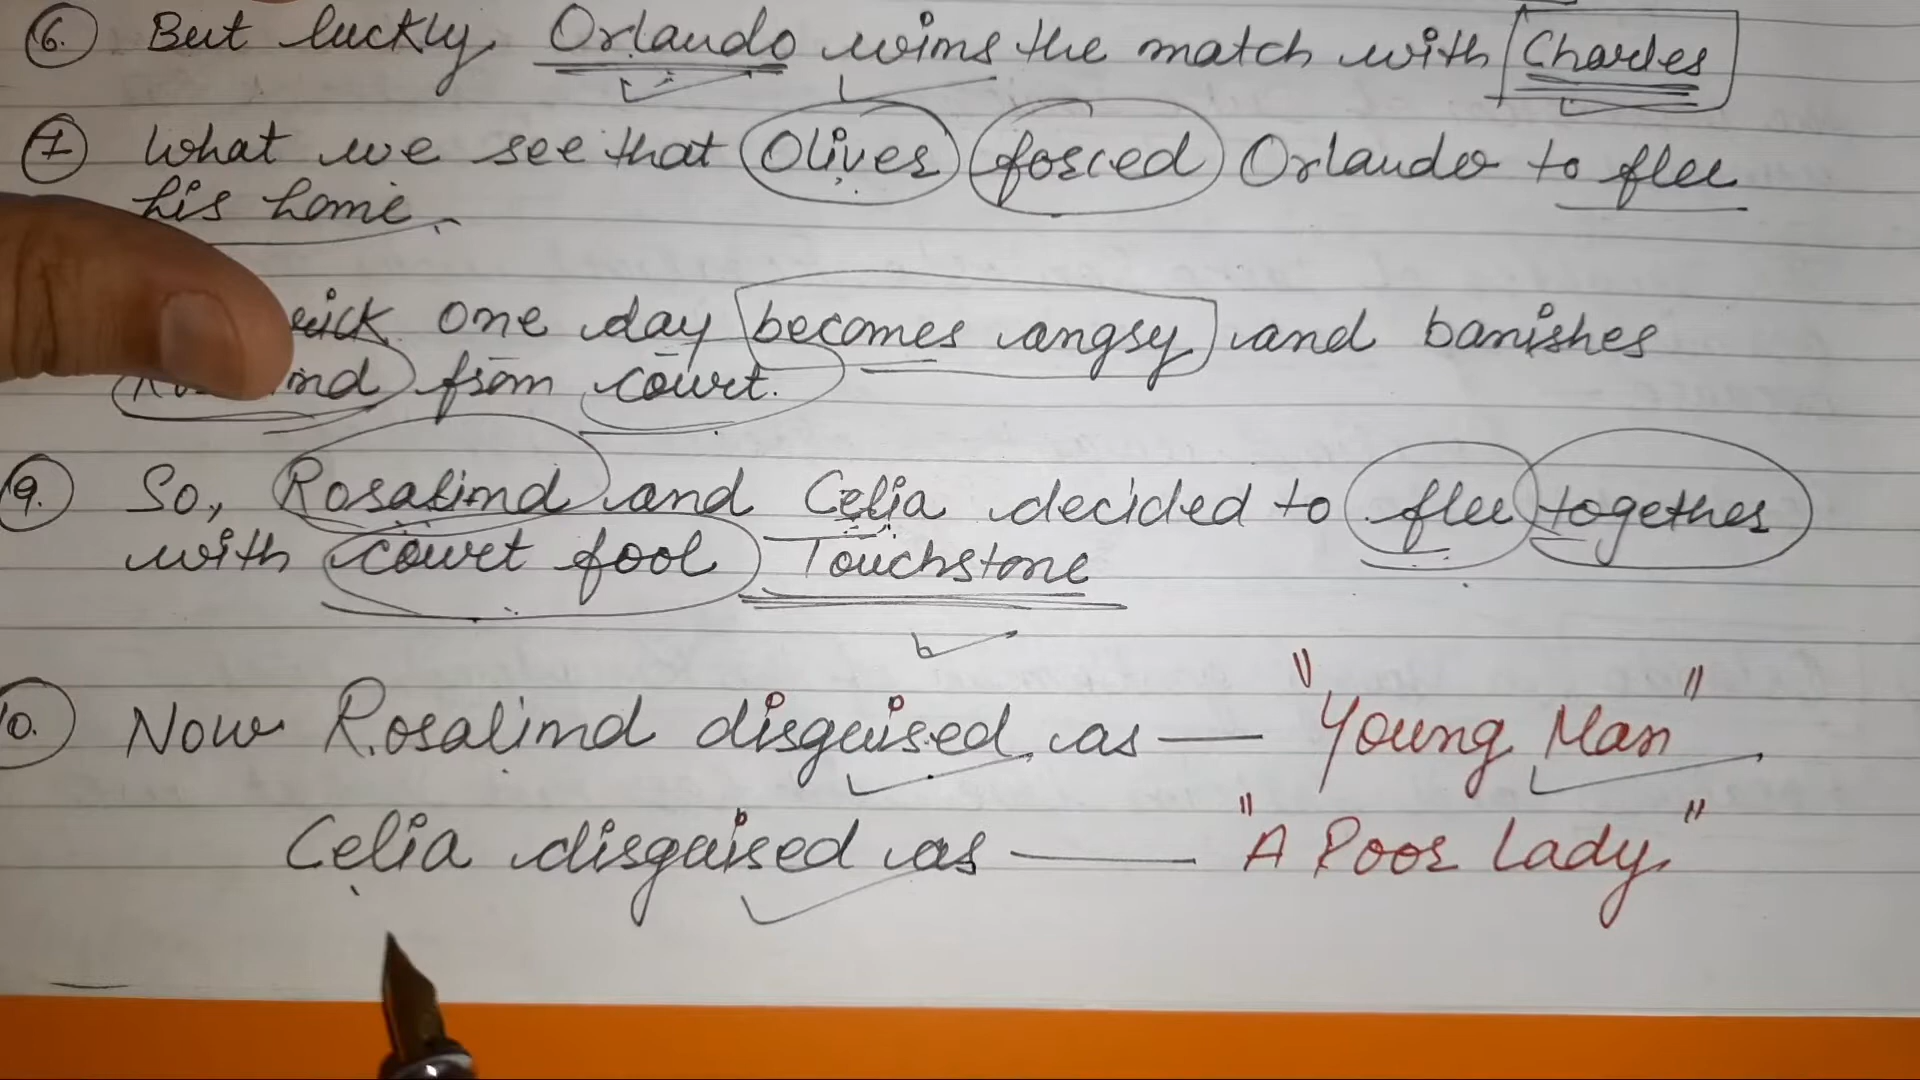 6. But luckly Orlando wins the match with Charles
7 What we see that Oliver forced Orlando to flee
his home.
one day becomes angry and banishes
from court.
9. So, Rosalind and Celia decided to flee together
with court fool Touchstone
0. Now Rosalind disguised as — "Young Man"
Celia disguised as — "A Poor Lady"